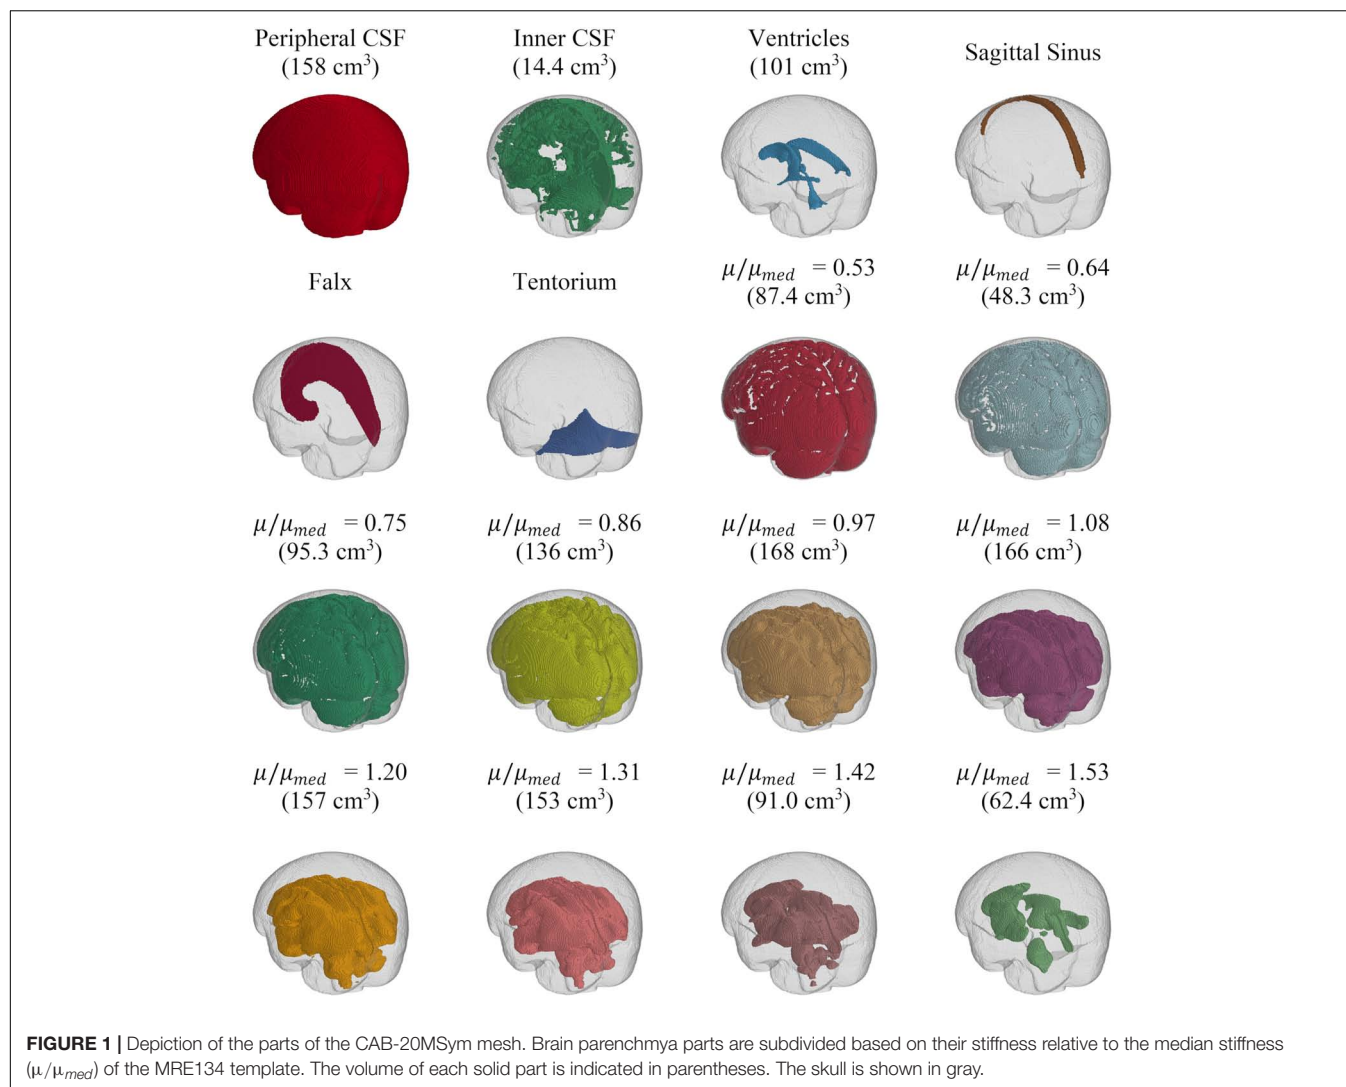 Peripheral CSF Inner CSF Ventricles Sagittal Sinus
(158 cm³) (14.4 cm³) (101 cm³)
Falx Tentorium μ/μmed = 0.53 μ/μmed = 0.64
(87.4 cm³) (48.3 cm³)
μ/μmed = 0.75 μ/μmed = 0.86 μ/μmed = 0.97 μ/μmed = 1.08
(95.3 cm³) (136 cm³) (168 cm³) (166 cm³)
μ/μmed = 1.20 μ/μmed = 1.31 μ/μmed = 1.42 μ/μmed = 1.53
(157 cm³) (153 cm³) (91.0 cm³) (62.4 cm³)
FIGURE 1 | Depiction of the parts of the CAB-20MSym mesh. Brain parenchmya parts are subdivided based on their stiffness relative to the median stiffness
(μ/μmed) of the MRE134 template. The volume of each solid part is indicated in parentheses. The skull is shown in gray.